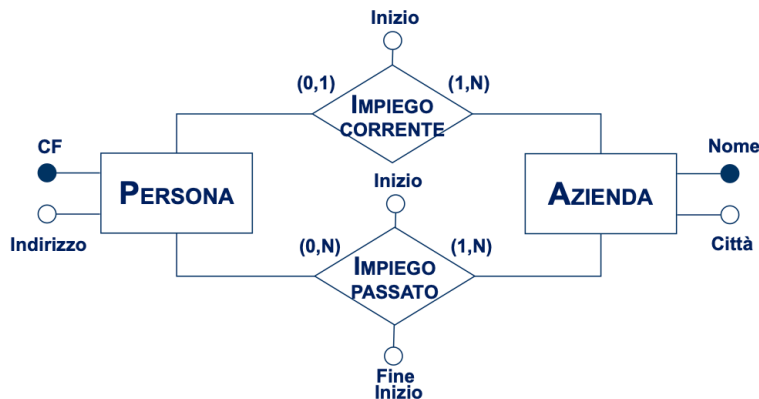 Inizio
(0,1)
(1,N)
IMPIEGO
CORRENTE
CF
Nome
PERSONA
AZIENDA
Inizio
Indirizzo
Città
(0,N)
(1,N)
IMPIEGO
PASSATO
Fine
Inizio